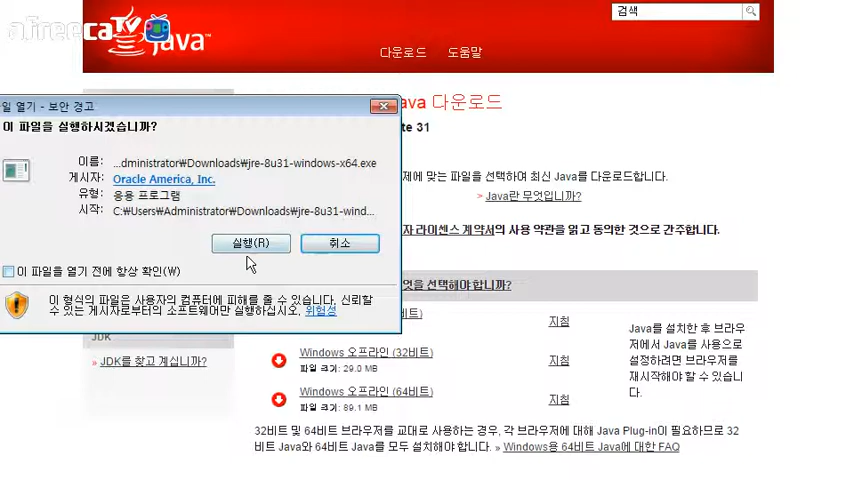 afreecaTV
Java
검색
다운로드 도움말
일 열기 - 보안 경고
이 파일을 실행하시겠습니까?
이름: ...dministrator₩Downloads₩jre-8u31-windows-x64.exe
게시자: Oracle America, Inc.
유형: 응용 프로그램
시작: C:₩Users₩Administrator₩Downloads₩jre-8u31-wind...
실행(R) 취소
이 파일을 열기 전에 항상 확인(W)
이 형식의 파일은 사용자의 컴퓨터에 피해를 줄 수 있습니다, 신뢰할
수 있는 게시자로부터의 소프트웨어만 실행하십시오, 위험성
ava 다운로드
te 31
제에 맞는 파일을 선택하여 최신 Java를 다운로드합니다.
» Java란 무엇입니까?
자 라이센스 계약서의 사용 약관을 읽고 동의한 것으로 간주합니다.
엇을 선택해야 합니까?
트) 지침
JDK
» JDK를 찾고 계십니까?
Windows 오프라인 (32비트) 지침
파일 크기: 29.0 MB
Windows 오프라인 (64비트) 지침
파일 크기: 89.1 MB
Java를 설치한 후 브라우
저에서 Java를 사용으로
설정하려면 브라우저를
재시작해야 할 수 있습니
다.
32비트 및 64비트 브라우저를 교대로 사용하는 경우, 각 브라우저에 대해 Java Plug-in이 필요하므로 32
비트 Java와 64비트 Java를 모두 설치해야 합니다. » Windows용 64비트 Java에 대한 FAQ